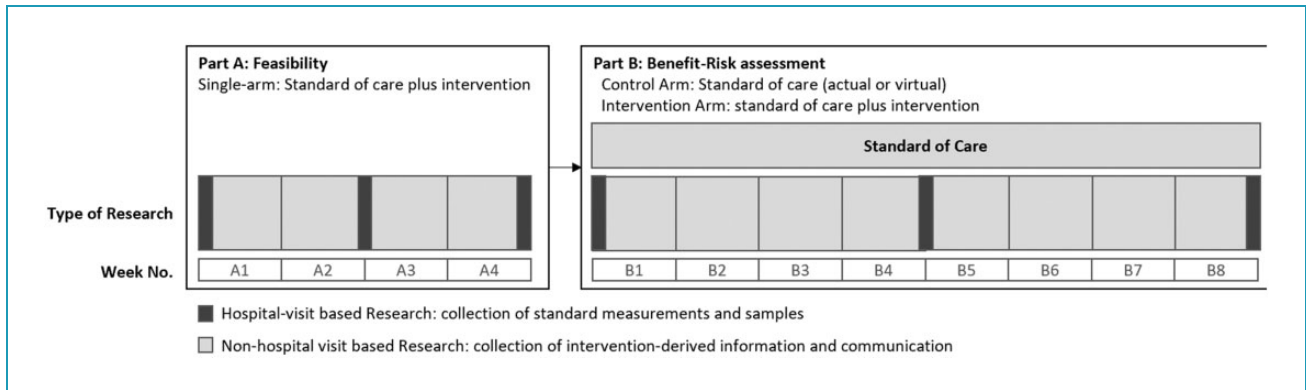 Part A: Feasibility
Single-arm: Standard of care plus intervention
Part B: Benefit-Risk assessment
Control Arm: Standard of care (actual or virtual)
Intervention Arm: standard of care plus intervention
Standard of Care
Type of Research
Week No.
A1 A2 A3 A4
B1 B2 B3 B4 B5 B6 B7 B8
Hospital-visit based Research: collection of standard measurements and samples
Non-hospital visit based Research: collection of intervention-derived information and communication